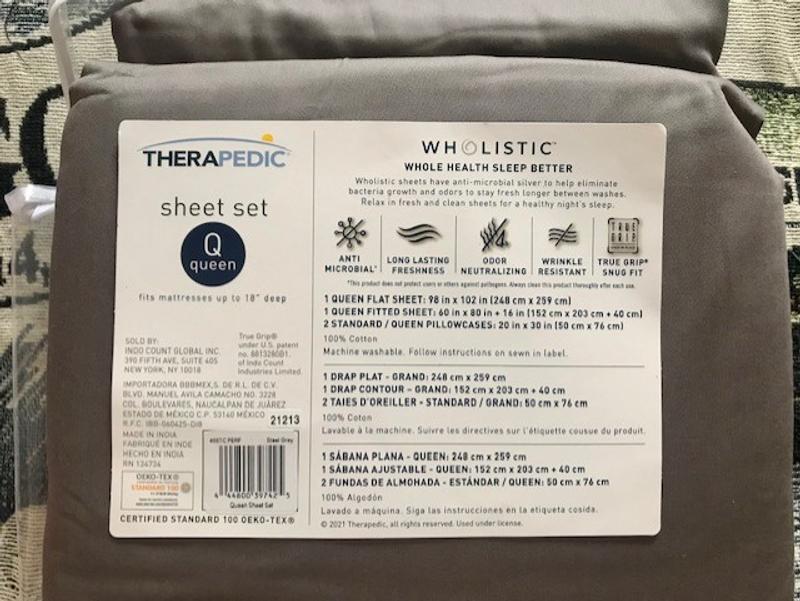 THERAPEDIC®
sheet set
Q
queen
fits mattresses up to 18" deep
SOLD BY:
INDO COUNT GLOBAL INC.
390 FIFTH AVE, SUITE 405
NEW YORK, NY 10018
True Grip®
under U.S. patent
no. 8813280B1.
of Indo Count
Industries Limited.
IMPORTADORA BBBMEX,S. DE R.L. DE C.V.
BLVD. MANUEL AVILA CAMACHO NO. 3228
COL. BOULEVARES, NAUCALPAN DE JUÁREZ
ESTADO DE MÉXICO C.P. 53140 MÉXICO
R.F.C. IBB-060425-DI8
21213
MADE IN INDIA
FABRIQUÉ EN INDE
HECHO EN INDIA
RN 134734
OEKO-TEX®
STANDARD 100
400TC PERF Steel Grey
4 44600 39742 5
Queen Sheet Set
CERTIFIED STANDARD 100 OEKO-TEX®
WHOLISTIC™
WHOLE HEALTH SLEEP BETTER
Wholistic sheets have anti-microbial silver to help eliminate
bacteria growth and odors to stay fresh longer between washes.
Relax in fresh and clean sheets for a healthy night's sleep.
ANTI
MICROBIAL*
LONG LASTING
FRESHNESS
ODOR
NEUTRALIZING
WRINKLE
RESISTANT
TRUE
GRIP
TRUE GRIP®
SNUG FIT
*This product does not protect users or others against pathogens. Always clean this product thoroughly after each use.
1 QUEEN FLAT SHEET: 98 in x 102 in (248 cm x 259 cm)
1 QUEEN FITTED SHEET: 60 in x 80 in + 16 in (152 cm x 203 cm + 40 cm)
2 STANDARD / QUEEN PILLOWCASES: 20 in x 30 in (50 cm x 76 cm)
100% Cotton
Machine washable. Follow instructions on sewn in label.
1 DRAP PLAT - GRAND: 248 cm x 259 cm
1 DRAP CONTOUR - GRAND: 152 cm x 203 cm + 40 cm
2 TAIES D'OREILLER - STANDARD / GRAND: 50 cm x 76 cm
100% Coton
Lavable à la machine. Suivre les directives sur l'étiquette cousue du produit.
1 SÁBANA PLANA - QUEEN: 248 cm x 259 cm
1 SÁBANA AJUSTABLE - QUEEN: 152 cm x 203 cm + 40 cm
2 FUNDAS DE ALMOHADA - ESTÁNDAR / QUEEN: 50 cm x 76 cm
100% Algodón
Lavado a máquina. Siga las instrucciones en la etiqueta cosida.
© 2021 Therapedic, all rights reserved. Used under license.